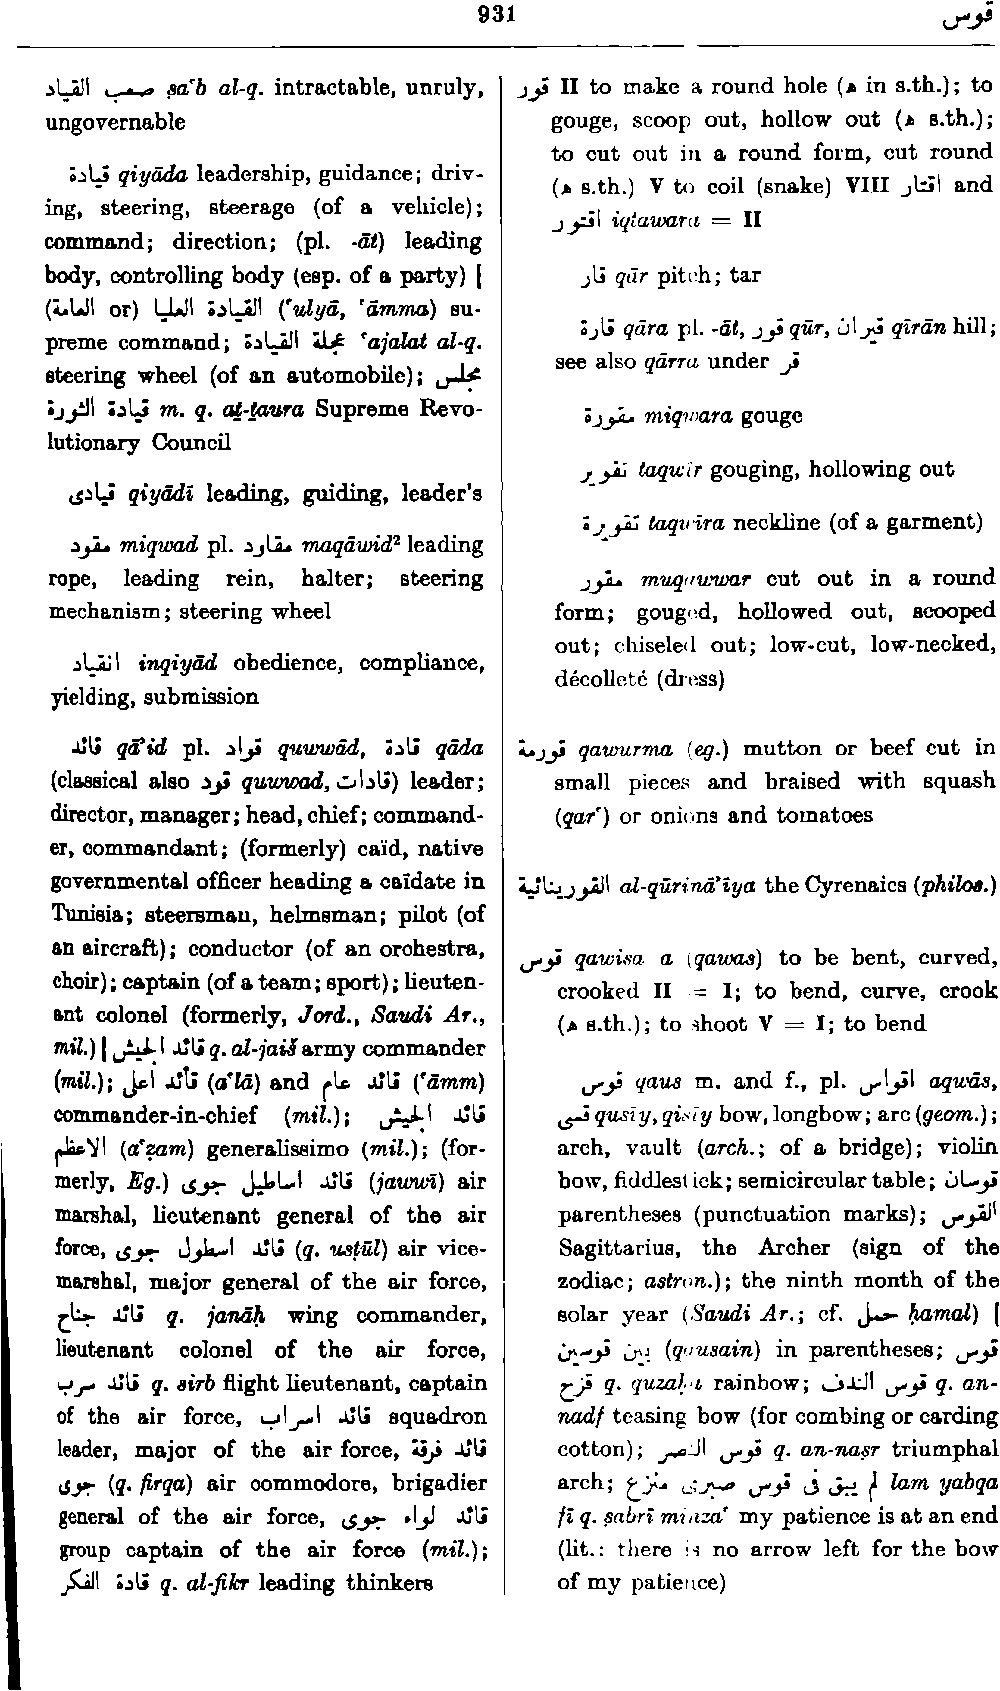 931
قوس
صعب القياد ṣaʿb al-q. intractable, unruly,
ungovernable
قيادة qiyāda leadership, guidance; driv-
ing, steering, steerage (of a vehicle);
command; direction; (pl. -āt) leading
body, controlling body (esp. of a party) |
القيادة العليا (or العامة) (ʿulyā, ʿāmma) su-
preme command; عجلة القيادة ʿajalat al-q.
steering wheel (of an automobile); مجلس
قيادة الثورة m. q. aṯ-ṯaura Supreme Revo-
lutionary Council
قيادى qiyādī leading, guiding, leader's
مقود miqwad pl. مقاود maqāwid² leading
rope, leading rein, halter; steering
mechanism; steering wheel
انقياد inqiyād obedience, compliance,
yielding, submission
قائد qāʾid pl. قواد quwwād, قادة qāda
(classical also قود quwwad, قادات) leader;
director, manager; head, chief; command-
er, commandant; (formerly) caïd, native
governmental officer heading a caïdate in
Tunisia; steersman, helmsman; pilot (of
an aircraft); conductor (of an orchestra,
choir); captain (of a team; sport); lieuten-
ant colonel (formerly, Jord., Saudi Ar.,
mil.) | قائد الجيش q. al-jaiš army commander
(mil.); قائد اعلى (aʿlā) and قائد عام (ʿāmm)
commander-in-chief (mil.); قائد الجيش
الاعظم (aʿẓam) generalissimo (mil.); (for-
merly, Eg.) قائد اساطيل جوى (jawwī) air
marshal, lieutenant general of the air
force, قائد اسطول جوى (q. usṭūl) air vice-
marshal, major general of the air force,
قائد جناح q. janāḥ wing commander,
lieutenant colonel of the air force,
قائد سرب q. sirb flight lieutenant, captain
of the air force, قائد اسراب squadron
leader, major of the air force, قائد فرقة
جوى (q. firqa) air commodore, brigadier
general of the air force, قائد لواء جوى
group captain of the air force (mil.);
قادة الفكر q. al-fikr leading thinkers
قور II to make a round hole (ه in s.th.); to
gouge, scoop out, hollow out (ه s.th.);
to cut out in a round form, cut round
(ه s.th.) V to coil (snake) VIII اقتار and
اقتور iqtawara = II
قار qār pitch; tar
قارة qāra pl. -āt, قور qūr, قيران qīrān hill;
see also qārra under قر
مقورة miqwara gouge
تقوير taqwīr gouging, hollowing out
تقويرة taqwīra neckline (of a garment)
مقور muqawwar cut out in a round
form; gouged, hollowed out, scooped
out; chiseled out; low-cut, low-necked,
décolleté (dress)
قورمة qawurma (eg.) mutton or beef cut in
small pieces and braised with squash
(qarʿ) or onions and tomatoes
القورينائية al-qūrināʾīya the Cyrenaics (philos.)
قوس qawisa a (qawas) to be bent, curved,
crooked II = I; to bend, curve, crook
(ه s.th.); to shoot V = I; to bend
قوس qaus m. and f., pl. اقواس aqwās,
قسى qusīy, qisīy bow, longbow; arc (geom.);
arch, vault (arch.; of a bridge); violin
bow, fiddlestick; semicircular table; قوسان
parentheses (punctuation marks); القوس
Sagittarius, the Archer (sign of the
zodiac; astron.); the ninth month of the
solar year (Saudi Ar.; cf. حمل ḥamal) |
بين قوسين (qausain) in parentheses; قوس
قزح q. quzaḥa rainbow; قوس الندف q. an-
nadf teasing bow (for combing or carding
cotton); قوس النصر q. an-naṣr triumphal
arch; لم يبق فى قوس صبرى منزع lam yabqa
fī q. ṣabrī minzaʿ my patience is at an end
(lit.: there is no arrow left for the bow
of my patience)